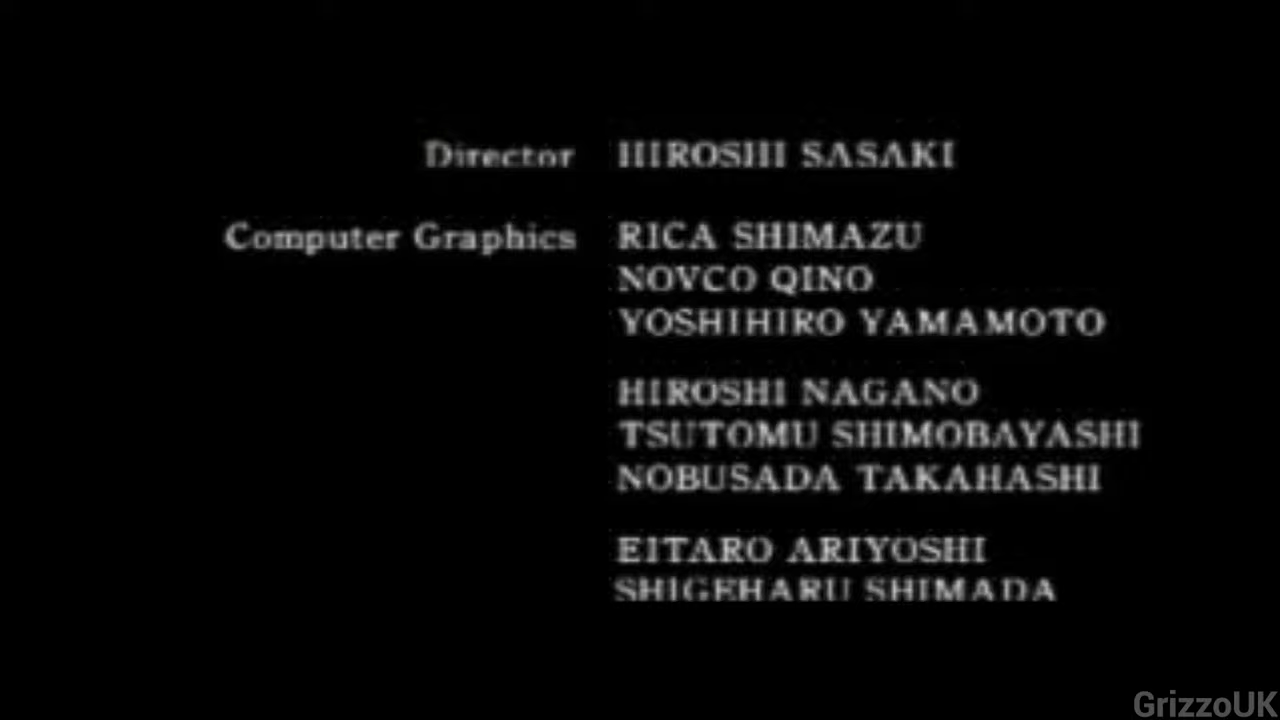 Director HIROSHI SASAKI
Computer Graphics RICA SHIMAZU
NOVCO QINO
YOSHIHIRO YAMAMOTO
HIROSHI NAGANO
TSUTOMU SHIMOBAYASHI
NOBUSADA TAKAHASHI
EITARO ARIYOSHI
SHIGEHARU SHIMADA
GrizzoUK